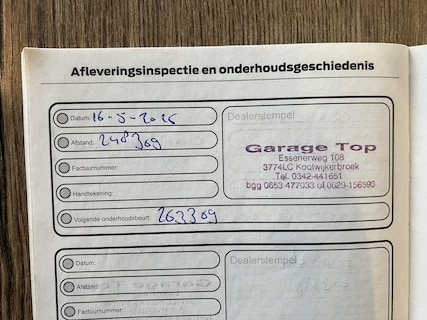 Afleveringsinspectie en onderhoudsgeschiedenis
Datum: 16-5-2025
Dealerstempel
Afstand: 248309
Garage Top
Essenerweg 108
3774LC Kootwijkerbroek
Tel. 0342-441651
bgg 0653-477033 of 0629-156593
Factuurnummer:
Handtekening:
Volgende onderhoudsbeurt: 263309
Datum:
Dealerstempel
Afstand:
Factuurnummer: